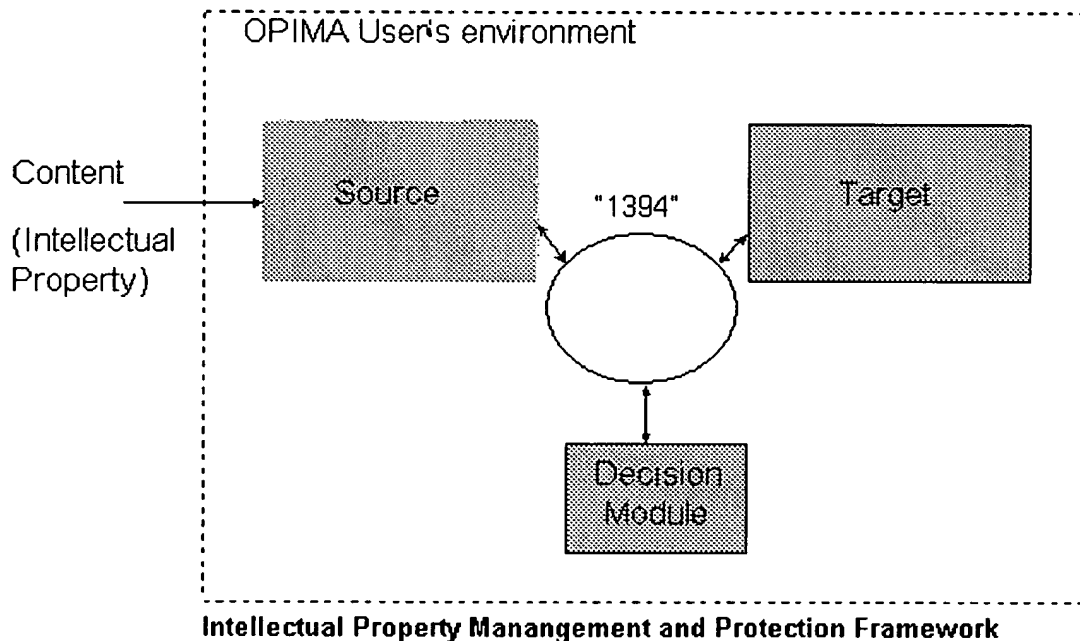 OPIMA User's environment
Content
(Intellectual
Property)
Source
"1394"
Target
Decision
Module
Intellectual Property Manangement and Protection Framework